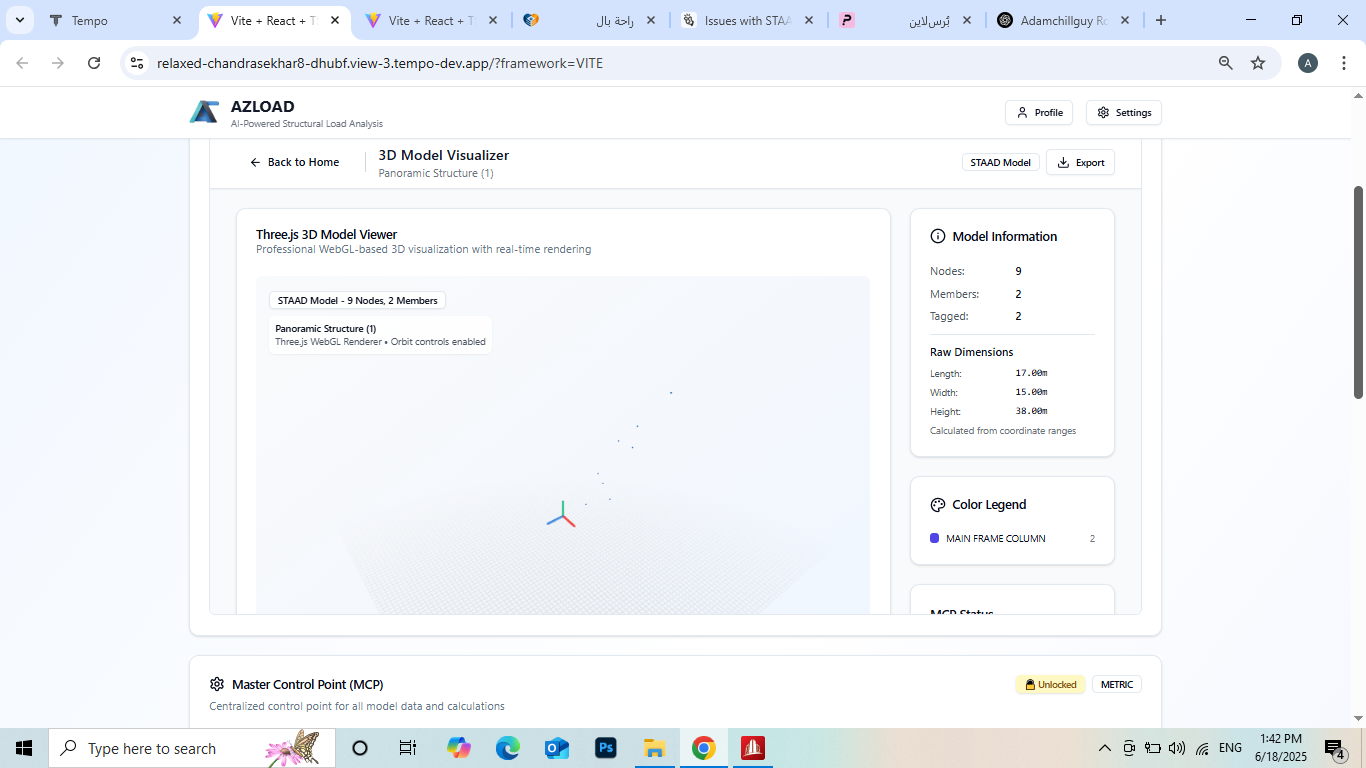 Tempo
Vite + React + T
Vite + React + T
راحة بال
Issues with STAA
بُرس لاين
Adamchillguy Ro
relaxed-chandrasekhar8-dhubf.view-3.tempo-dev.app/?framework=VITE
A
AZLOAD
AI-Powered Structural Load Analysis
Profile
Settings
Back to Home
3D Model Visualizer
Panoramic Structure (1)
STAAD Model
Export
Three.js 3D Model Viewer
Professional WebGL-based 3D visualization with real-time rendering
STAAD Model - 9 Nodes, 2 Members
Panoramic Structure (1)
Three.js WebGL Renderer • Orbit controls enabled
Model Information
Nodes: 9
Members: 2
Tagged: 2
Raw Dimensions
Length: 17.00m
Width: 15.00m
Height: 38.00m
Calculated from coordinate ranges
Color Legend
MAIN FRAME COLUMN 2
MCP Status
Master Control Point (MCP)
Unlocked
METRIC
Centralized control point for all model data and calculations
Type here to search
Ps
ENG
1:42 PM
6/18/2025
4